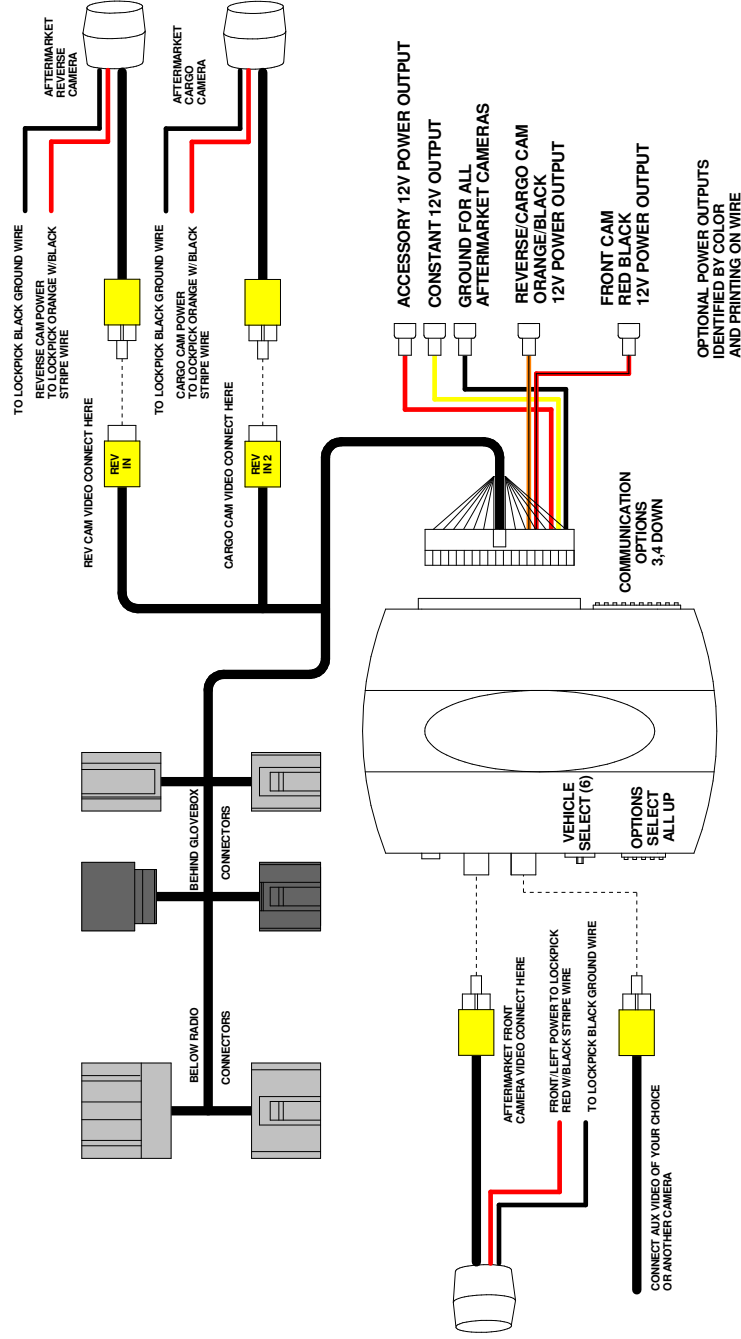 AFTERMARKET
REVERSE
CAMERA
AFTERMARKET
CARGO
CAMERA
TO LOCKPICK BLACK GROUND WIRE
REVERSE CAM POWER
TO LOCKPICK ORANGE W/BLACK
STRIPE WIRE
TO LOCKPICK BLACK GROUND WIRE
CARGO CAM POWER
TO LOCKPICK ORANGE W/BLACK
STRIPE WIRE
REV CAM VIDEO CONNECT HERE
REV
IN
CARGO CAM VIDEO CONNECT HERE
REV
IN 2
ACCESSORY 12V POWER OUTPUT
CONSTANT 12V OUTPUT
GROUND FOR ALL
AFTERMARKET CAMERAS
REVERSE/CARGO CAM
ORANGE/BLACK
12V POWER OUTPUT
FRONT CAM
RED BLACK
12V POWER OUTPUT
OPTIONAL POWER OUTPUTS
IDENTIFIED BY COLOR
AND PRINTING ON WIRE
COMMUNICATION
OPTIONS
3,4 DOWN
BEHIND GLOVEBOX
CONNECTORS
BELOW RADIO
CONNECTORS
VEHICLE
SELECT (6)
OPTIONS
SELECT
ALL UP
AFTERMARKET FRONT
CAMERA VIDEO CONNECT HERE
FRONT/LEFT POWER TO LOCKPICK
RED W/BLACK STRIPE WIRE
TO LOCKPICK BLACK GROUND WIRE
CONNECT AUX VIDEO OF YOUR CHOICE
OR ANOTHER CAMERA